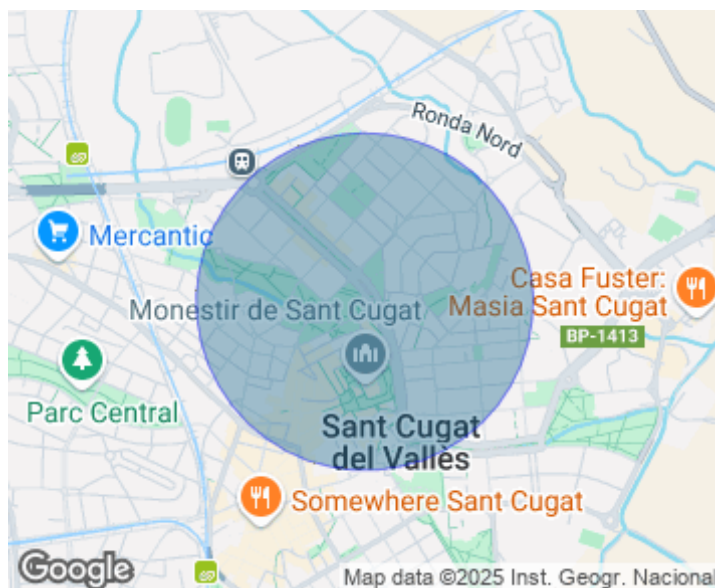 Ronda Nord
Mercantic
Casa Fuster:
Masia Sant Cugat
Monestir de Sant Cugat
BP-1413
Parc Central
Sant Cugat
del Vallès
Somewhere Sant Cugat
Google
Map data ©2025 Inst. Geogr. Nacional